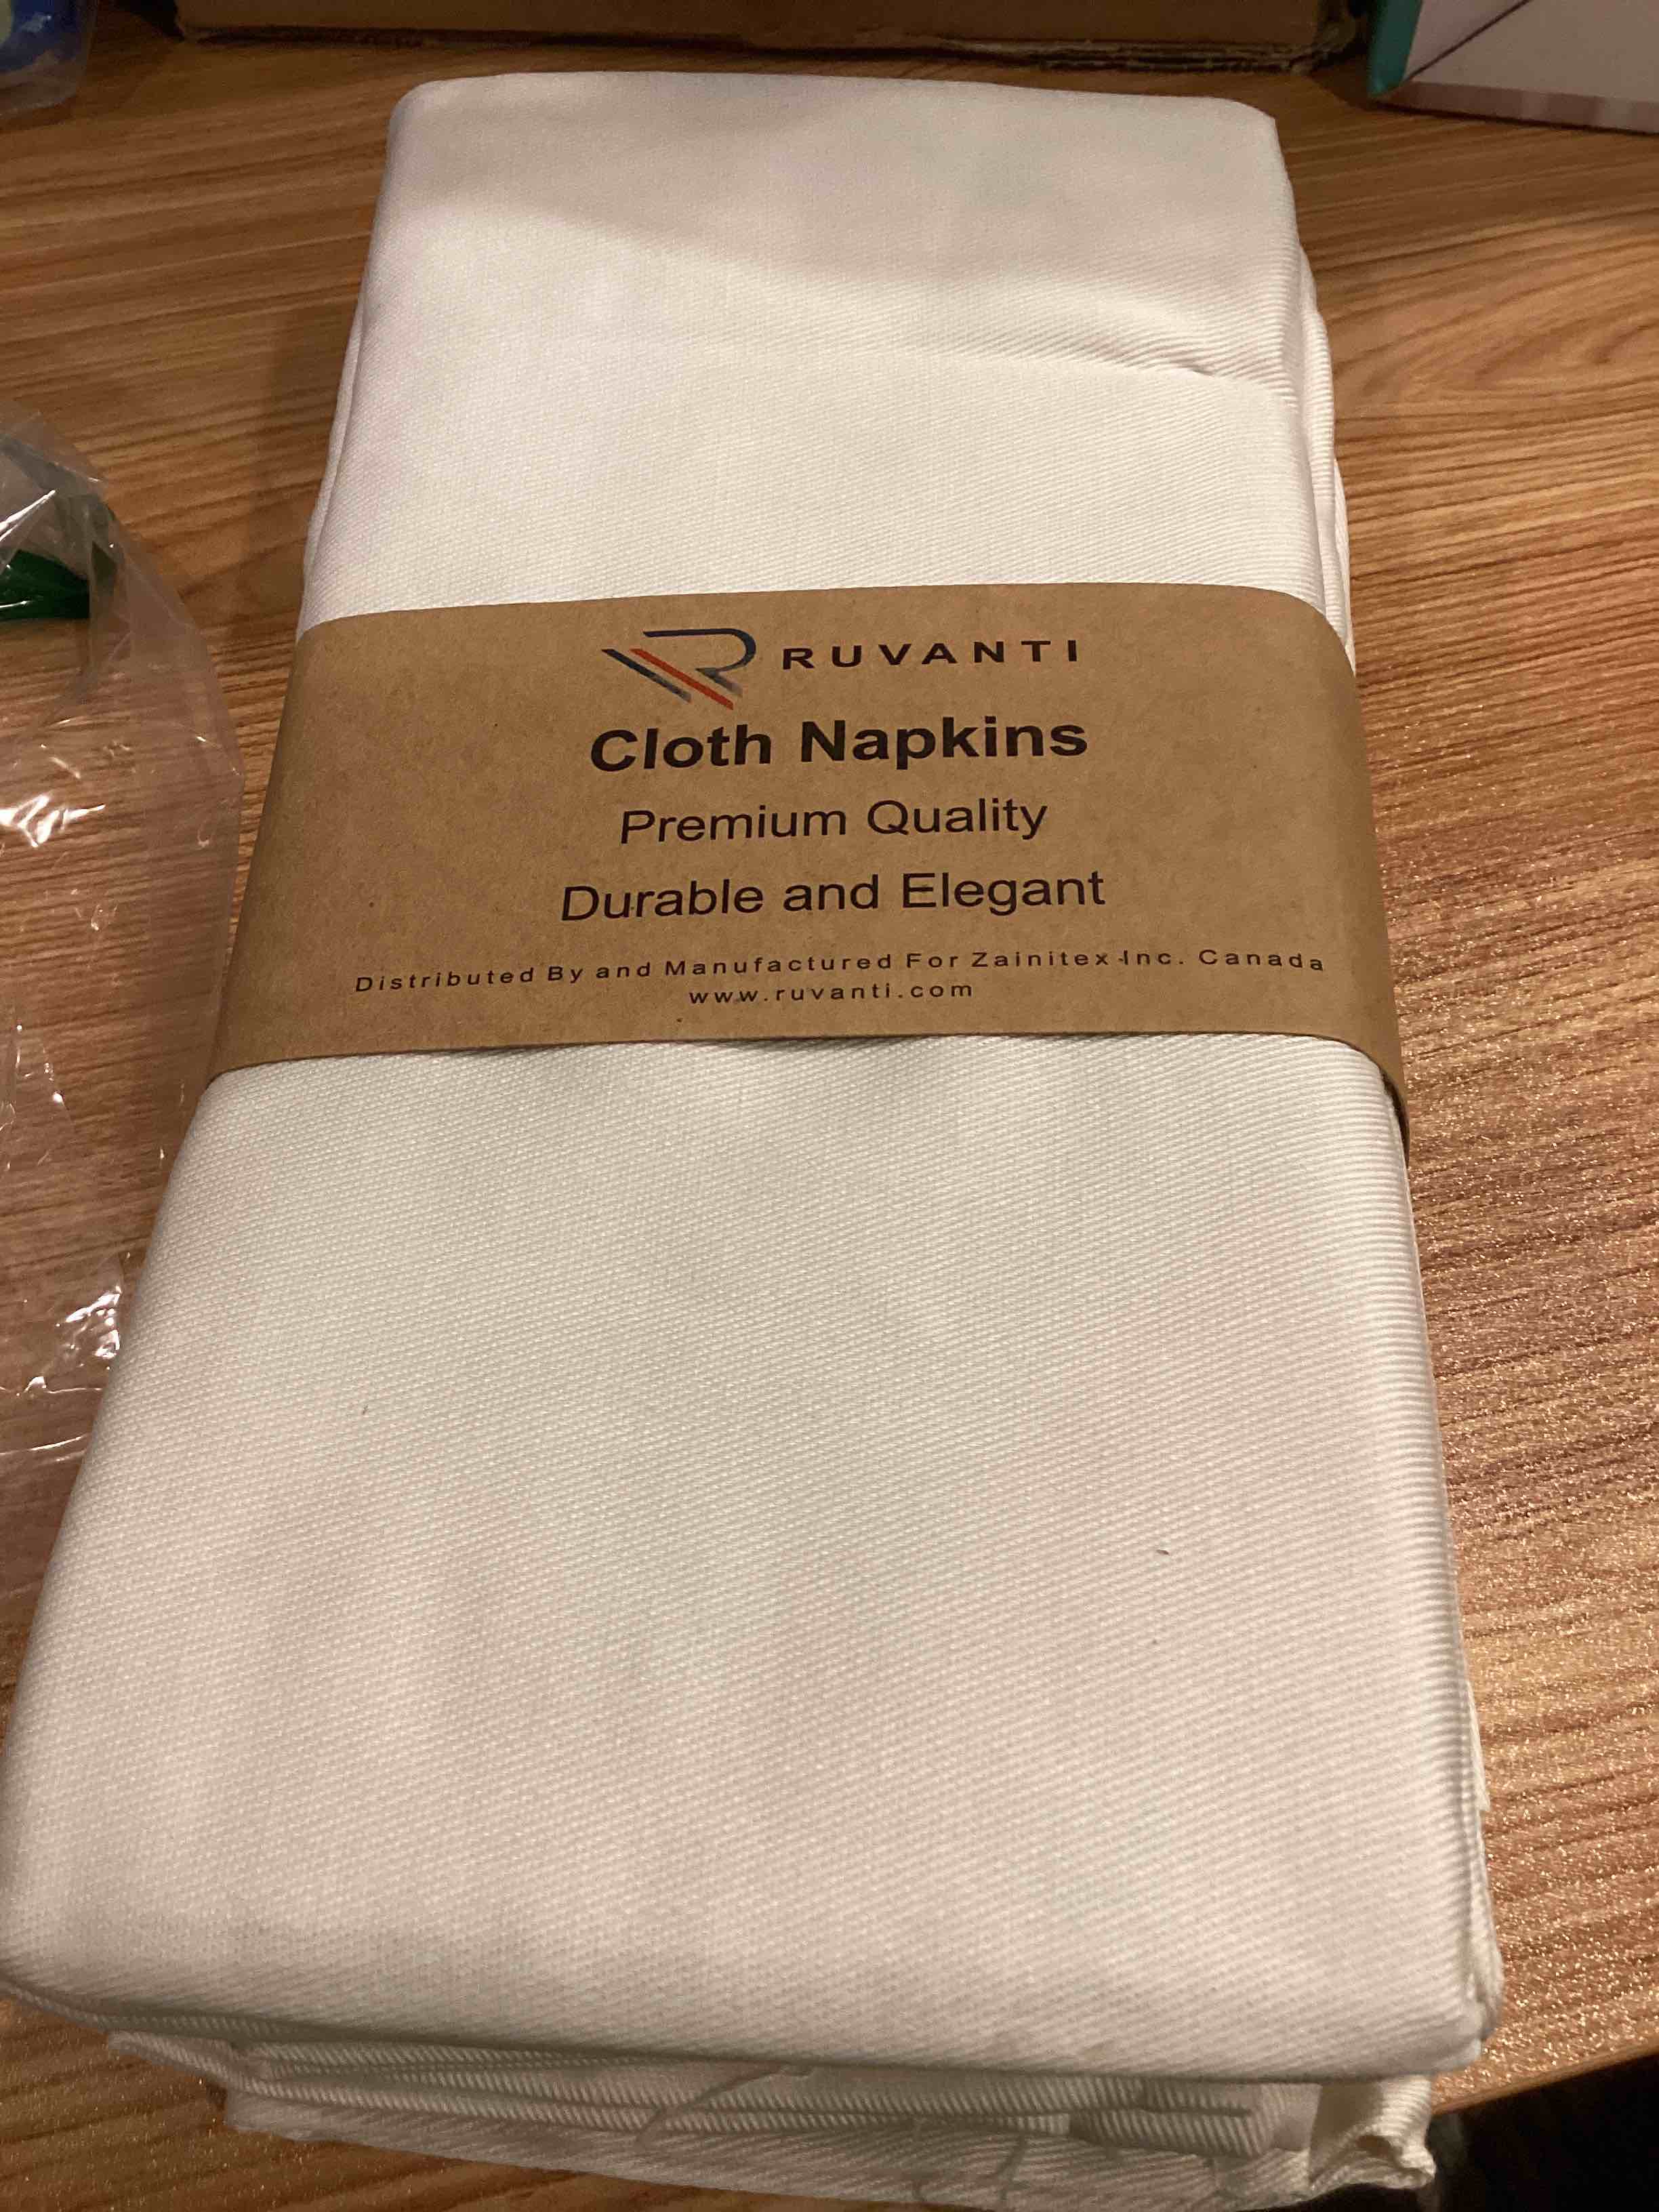 RUVANTI
Cloth Napkins
Premium Quality
Durable and Elegant
Distributed By and Manufactured For Zainitex Inc. Canada
www.ruvanti.com